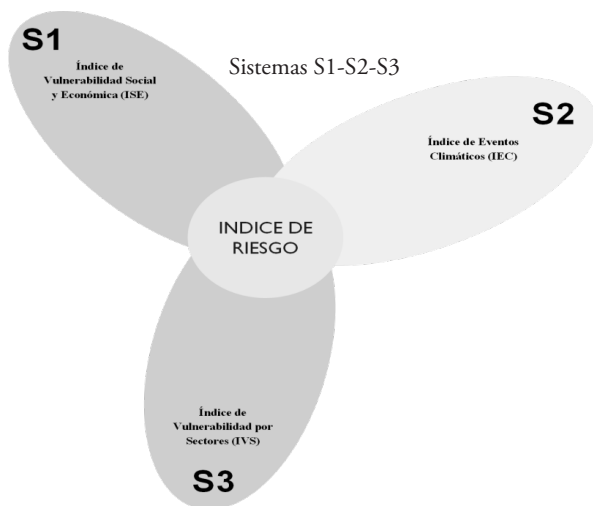 S1
Índice de
Vulnerabilidad Social
y Económica (ISE)
Sistemas S1-S2-S3
S2
Índice de Eventos
Climáticos (IEC)
INDICE DE
RIESGO
Índice de
Vulnerabilidad por
Sectores (IVS)
S3